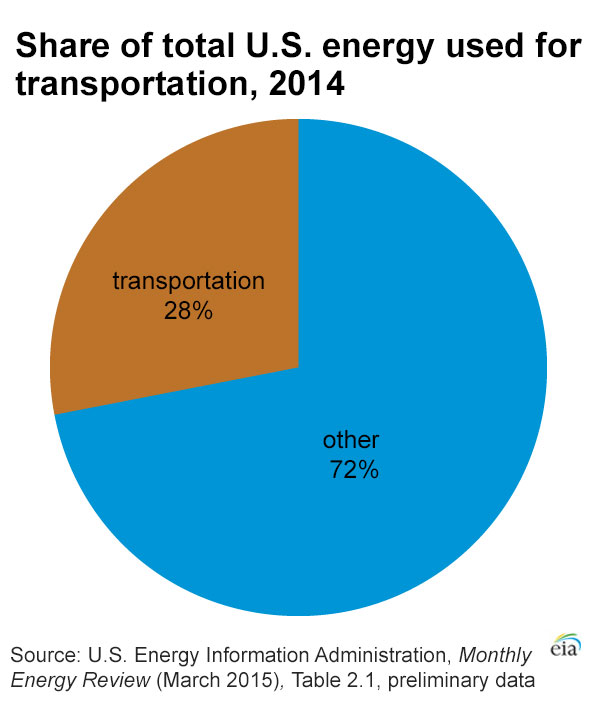 Share of total U.S. energy used for
transportation, 2014
transportation
28%
other
72%
Source: U.S. Energy Information Administration, Monthly
Energy Review (March 2015), Table 2.1, preliminary data
eia